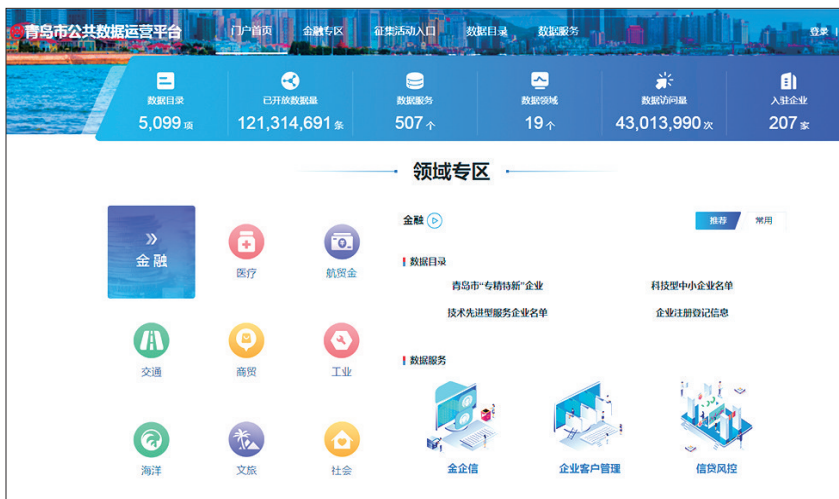 青岛市公共数据运营平台 门户首页 金融专区 征集活动入口 数据目录 数据服务 登录
数据目录 已开放数据量 数据服务 数据领域 数据访问量 入驻企业
5,099 项 121,314,691 条 507 个 19 个 43,013,990 次 207 家
领域专区
金融 推荐 常用
金融
医疗 航贸金
数据目录
青岛市“专精特新”企业 科技型中小企业名单
技术先进型服务企业名单 企业注册登记信息
交通 商贸 工业
数据服务
海洋 文旅 社会
金企信 企业客户管理 信贷风控